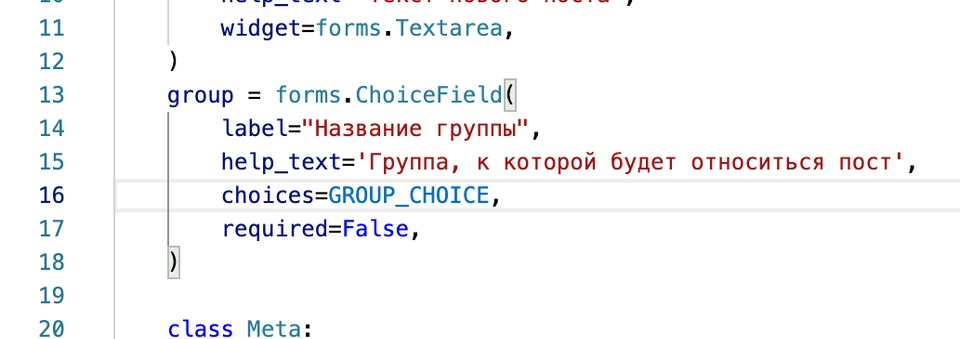 11 widget=forms.Textarea,
12 )
13 group = forms.ChoiceField(
14 label="Название группы",
15 help_text='Группа, к которой будет относиться пост',
16 choices=GROUP_CHOICE,
17 required=False,
18 )
19
20 class Meta: